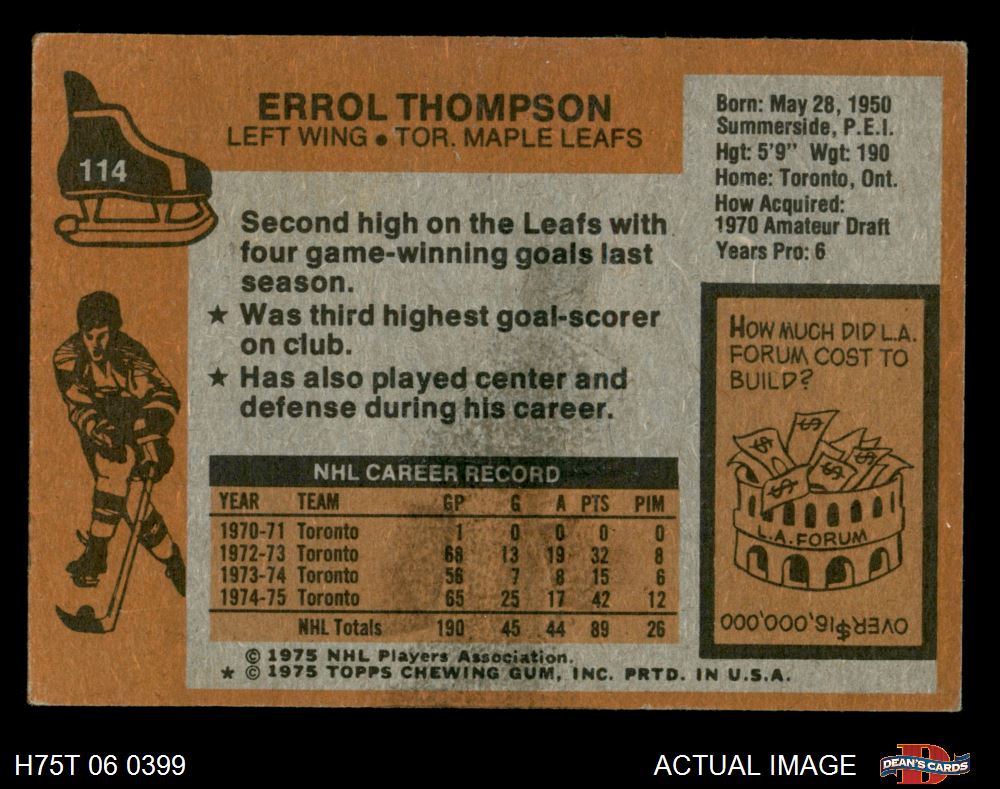 114
ERROL THOMPSON
LEFT WING ● TOR. MAPLE LEAFS
Born: May 28, 1950
Summerside, P.E.I.
Hgt: 5'9" Wgt: 190
Home: Toronto, Ont.
How Acquired:
1970 Amateur Draft
Years Pro: 6
Second high on the Leafs with
four game-winning goals last
season.
★ Was third highest goal-scorer
on club.
★ Has also played center and
defense during his career.
NHL CAREER RECORD
YEAR TEAM GP G A PTS PIM
1970-71 Toronto 1 0 0 0 0
1972-73 Toronto 68 13 19 32 8
1973-74 Toronto 56 7 8 15 6
1974-75 Toronto 65 25 17 42 12
NHL Totals 190 45 44 89 26
© 1975 NHL Players Association.
★ © 1975 TOPPS CHEWING GUM, INC. PRTD. IN U.S.A.
HOW MUCH DID L.A.
FORUM COST TO
BUILD?
$ $ $ $
L.A. FORUM
OVER $16,000,000
H75T 06 0399
ACTUAL IMAGE
D
DEAN'S CARDS